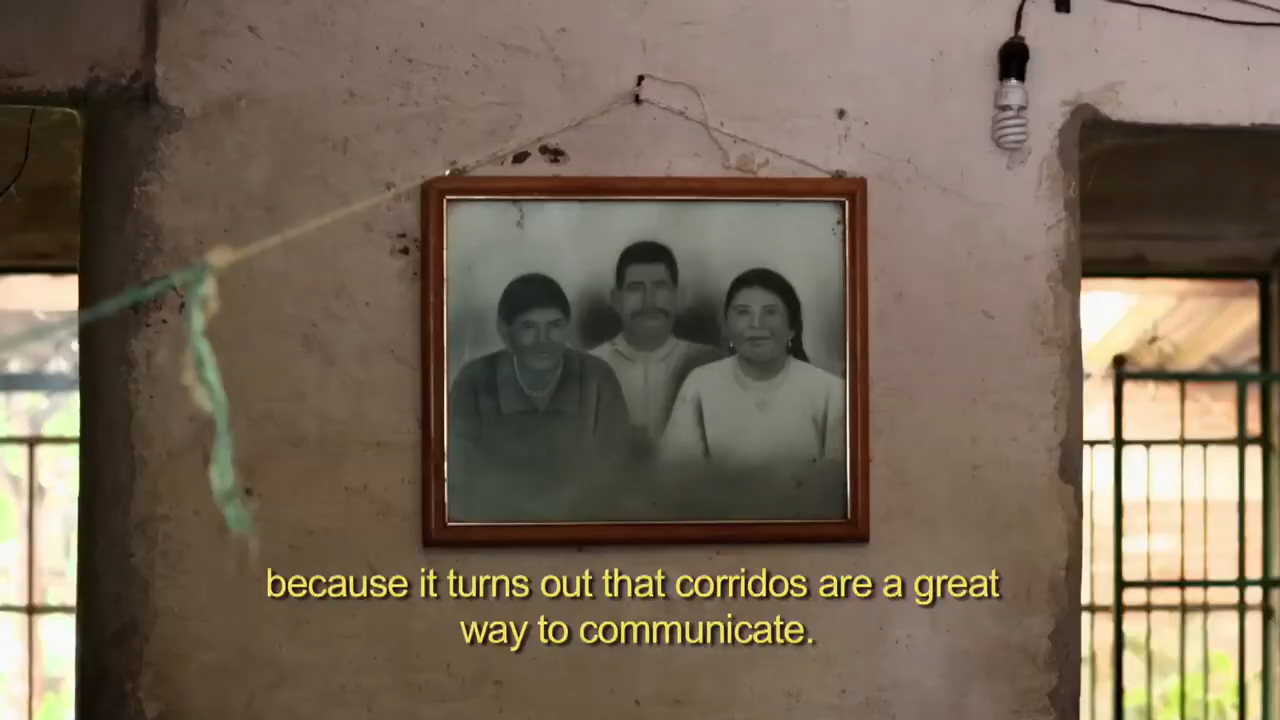 because it turns out that corridos are a great
way to communicate.